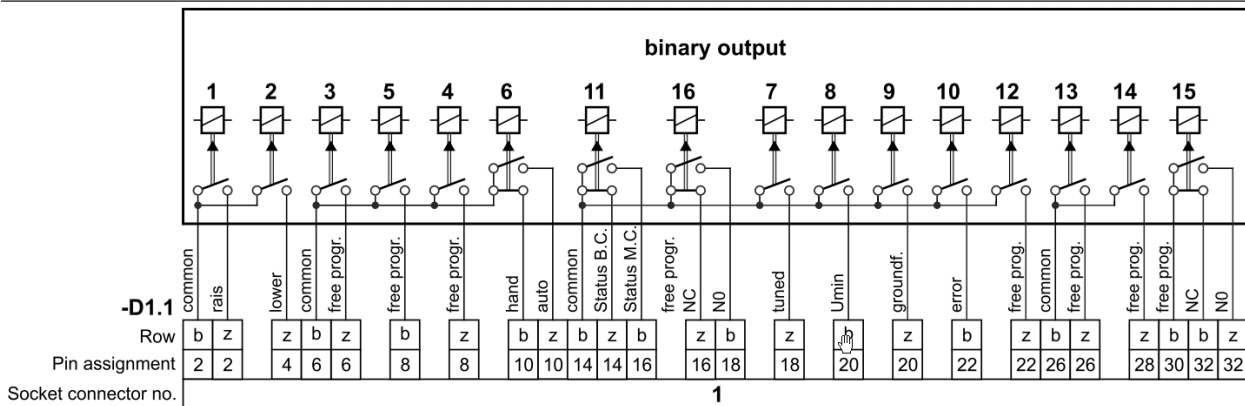 binary output
1 2 3 5 4 6 11 16 7 8 9 10 12 13 14 15
common
rais
lower
common
free progr.
free progr.
free progr.
hand
auto
common
Status B.C.
Status M.C.
free progr.
NC
N0
tuned
Umin
groundf.
error
free prog.
common
free prog.
free prog.
free prog.
NC
N0
-D1.1
Row b z z b z b z b z b z b z b z b z b z b z z b b z
Pin assignment 2 2 4 6 6 8 8 10 10 14 14 16 16 18 18 20 20 22 22 26 26 28 30 32 32
Socket connector no. 1